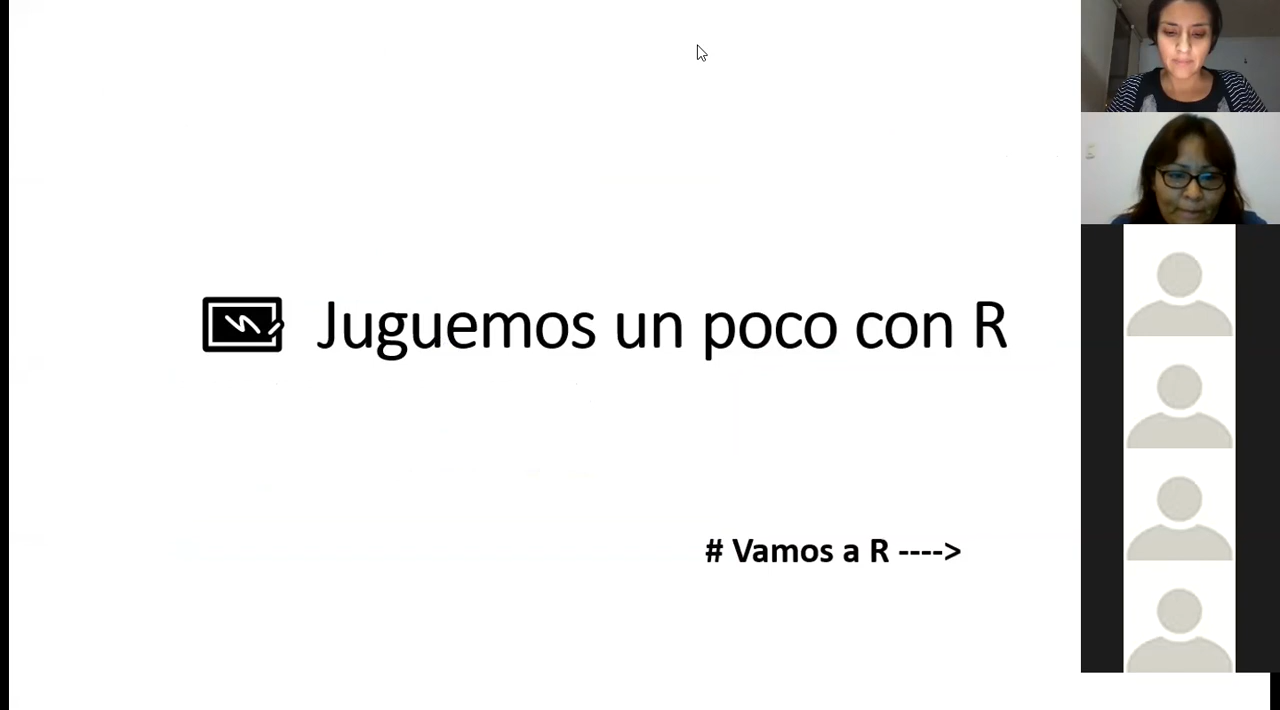 Juguemos un poco con R
# Vamos a R ---->